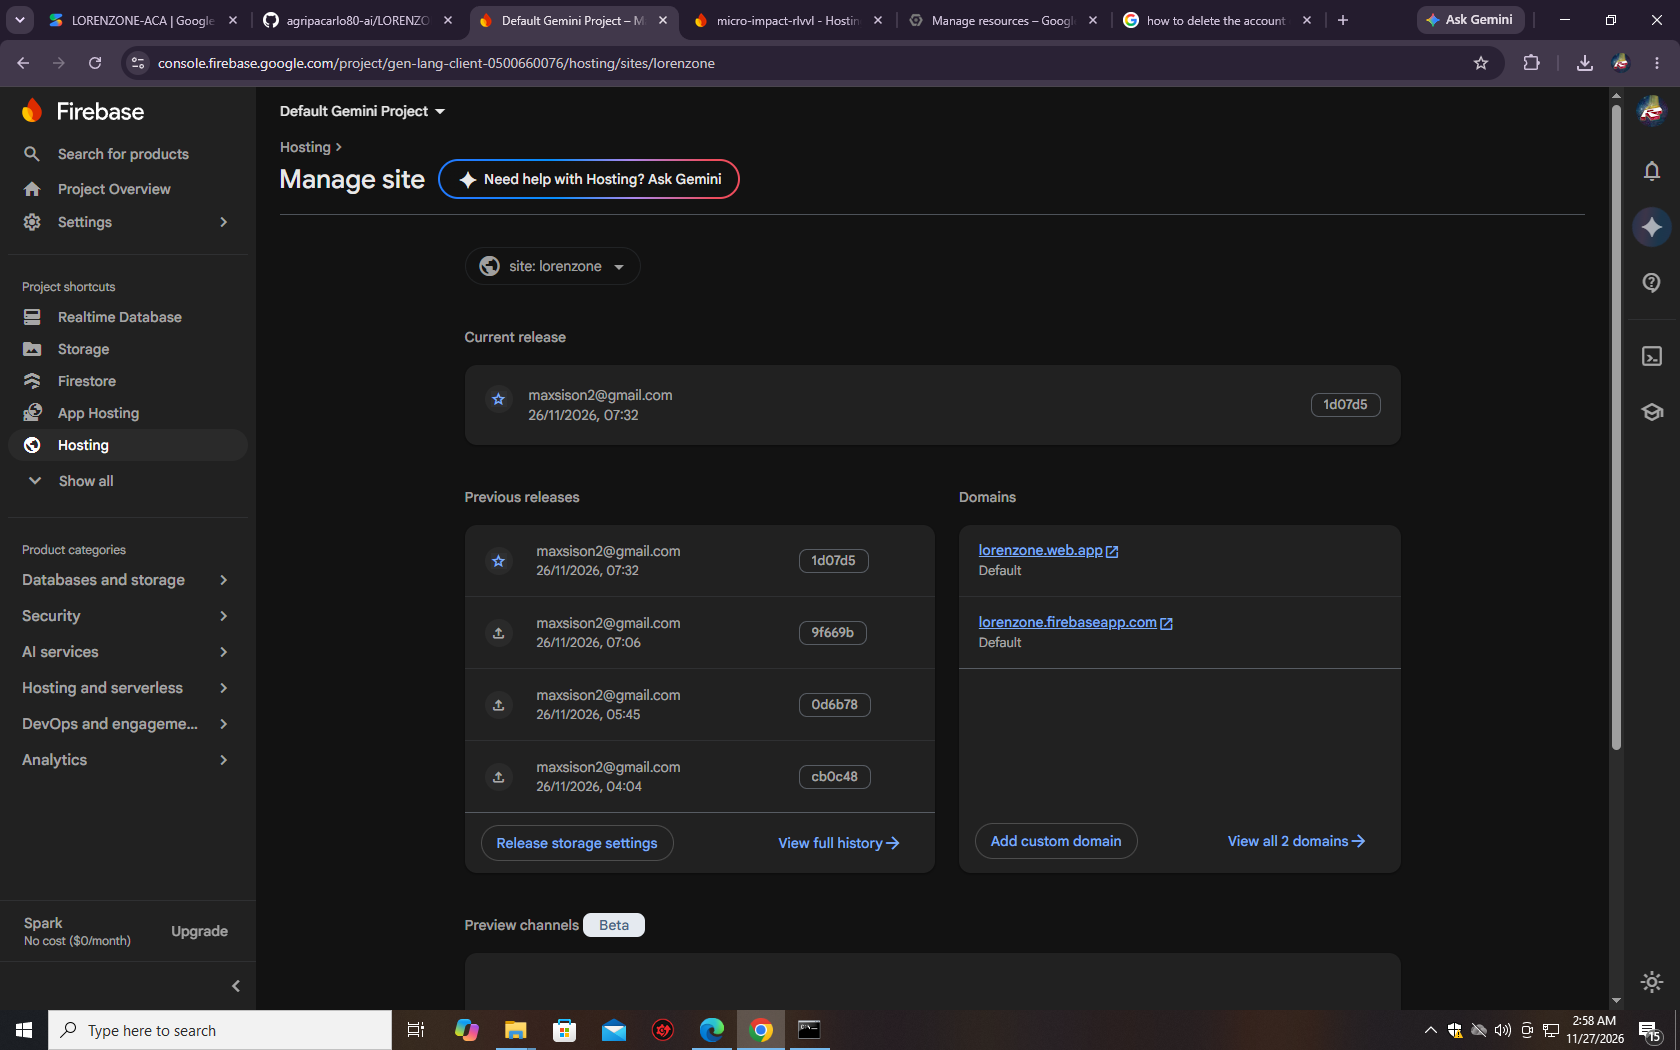 LORENZONE-ACA | Google
agripacarlo80-ai/LORENZO
Default Gemini Project – M
micro-impact-rlvvl - Hostin
Manage resources – Googl
how to delete the account
Ask Gemini
console.firebase.google.com/project/gen-lang-client-0500660076/hosting/sites/lorenzone
Firebase
Search for products
Project Overview
Settings
Project shortcuts
Realtime Database
Storage
Firestore
App Hosting
Hosting
Show all
Product categories
Databases and storage
Security
AI services
Hosting and serverless
DevOps and engageme...
Analytics
Spark
No cost ($0/month)
Upgrade
Default Gemini Project
Hosting
Manage site
Need help with Hosting? Ask Gemini
site: lorenzone
Current release
maxsison2@gmail.com
26/11/2026, 07:32
1d07d5
Previous releases
maxsison2@gmail.com
26/11/2026, 07:32
1d07d5
maxsison2@gmail.com
26/11/2026, 07:06
9f669b
maxsison2@gmail.com
26/11/2026, 05:45
0d6b78
maxsison2@gmail.com
26/11/2026, 04:04
cb0c48
Release storage settings
View full history
Domains
lorenzone.web.app
Default
lorenzone.firebaseapp.com
Default
Add custom domain
View all 2 domains
Preview channels Beta
Type here to search
2:58 AM
11/27/2026
15